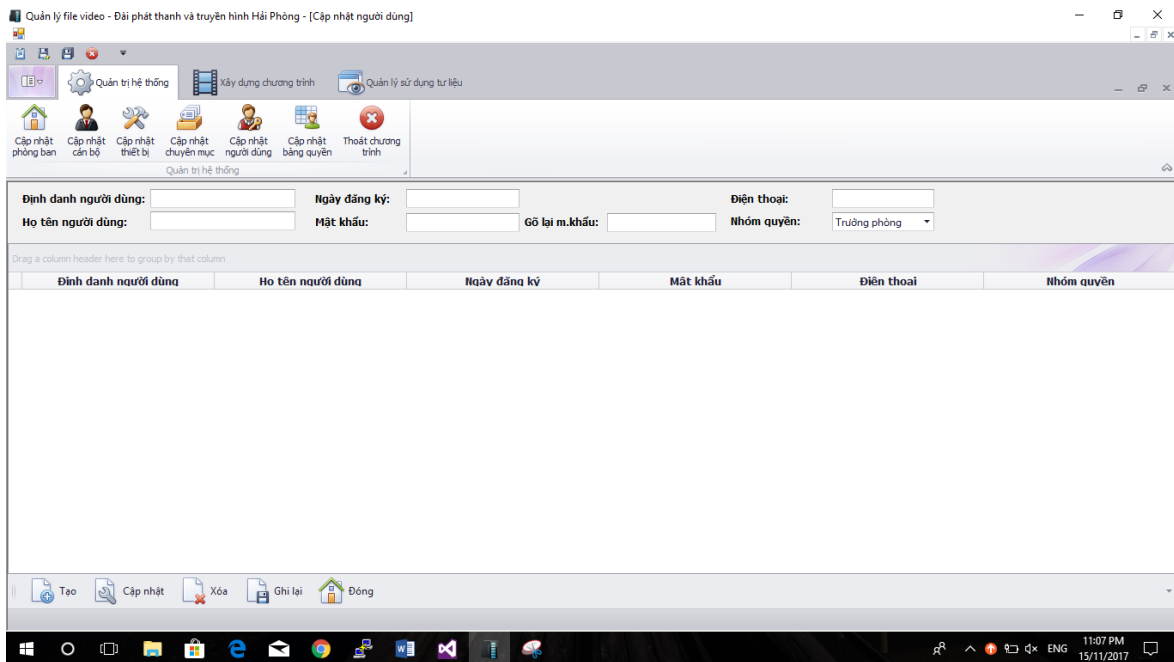 Quản lý file video - Đài phát thanh và truyền hình Hải Phòng - [Cập nhật người dùng]
Quản trị hệ thống
Xây dựng chương trình
Quản lý sử dụng tư liệu
Cập nhật phòng ban
Cập nhật cán bộ
Cập nhật thiết bị
Cập nhật chuyên mục
Cập nhật người dùng
Cập nhật bảng quyền
Thoát chương trình
Quản trị hệ thống
Định danh người dùng:
Ngày đăng ký:
Điện thoại:
Họ tên người dùng:
Mật khẩu:
Gõ lại m.khẩu:
Nhóm quyền:
Trưởng phòng
Drag a column header here to group by that column
Định danh người dùng
Họ tên người dùng
Ngày đăng ký
Mật khẩu
Điện thoại
Nhóm quyền
Tạo
Cập nhật
Xóa
Ghi lại
Đóng
ENG
11:07 PM
15/11/2017